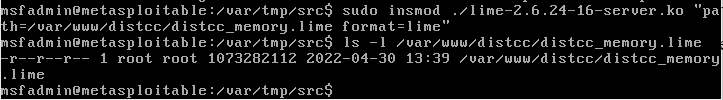 msfadmin@metasploitable:/var/tmp/src$ sudo insmod ./lime-2.6.24-16-server.ko "pa
th=/var/www/distcc/distcc_memory.lime format=lime"
msfadmin@metasploitable:/var/tmp/src$ ls -l /var/www/distcc/distcc_memory.lime
-r--r--r-- 1 root root 1073282112 2022-04-30 13:39 /var/www/distcc/distcc_memory
.lime
msfadmin@metasploitable:/var/tmp/src$